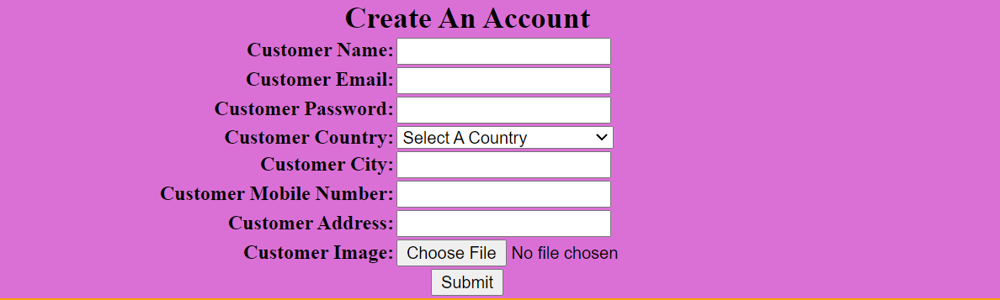 Create An Account
Customer Name:
Customer Email:
Customer Password:
Customer Country: Select A Country
Customer City:
Customer Mobile Number:
Customer Address:
Customer Image: Choose File No file chosen
Submit